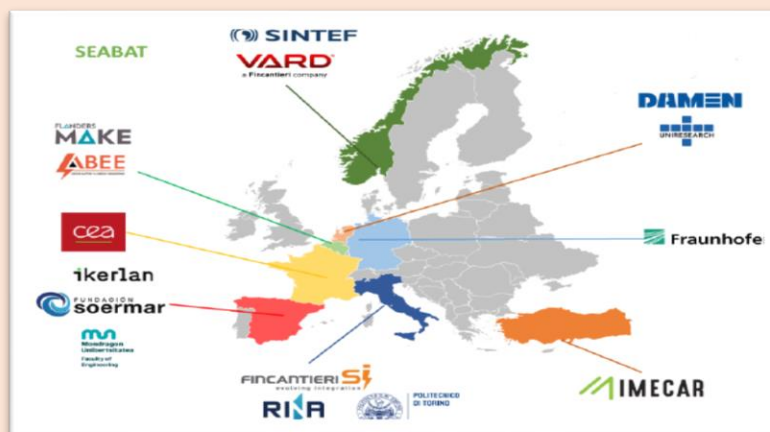 SEABAT
SINTEF
VARD
a Fincantieri company
DAMEN
UNIRESEARCH
FLANDERS
MAKE
ABEE
cea
Fraunhofe
ikerlan
FUNDACIÓN
soermar
mn
Mondragon
Unibertsitatea
Faculty of
Engineering
FINCANTIERI Si
evolving integration
RINA
POLITECNICO
DI TORINO
IMECAR